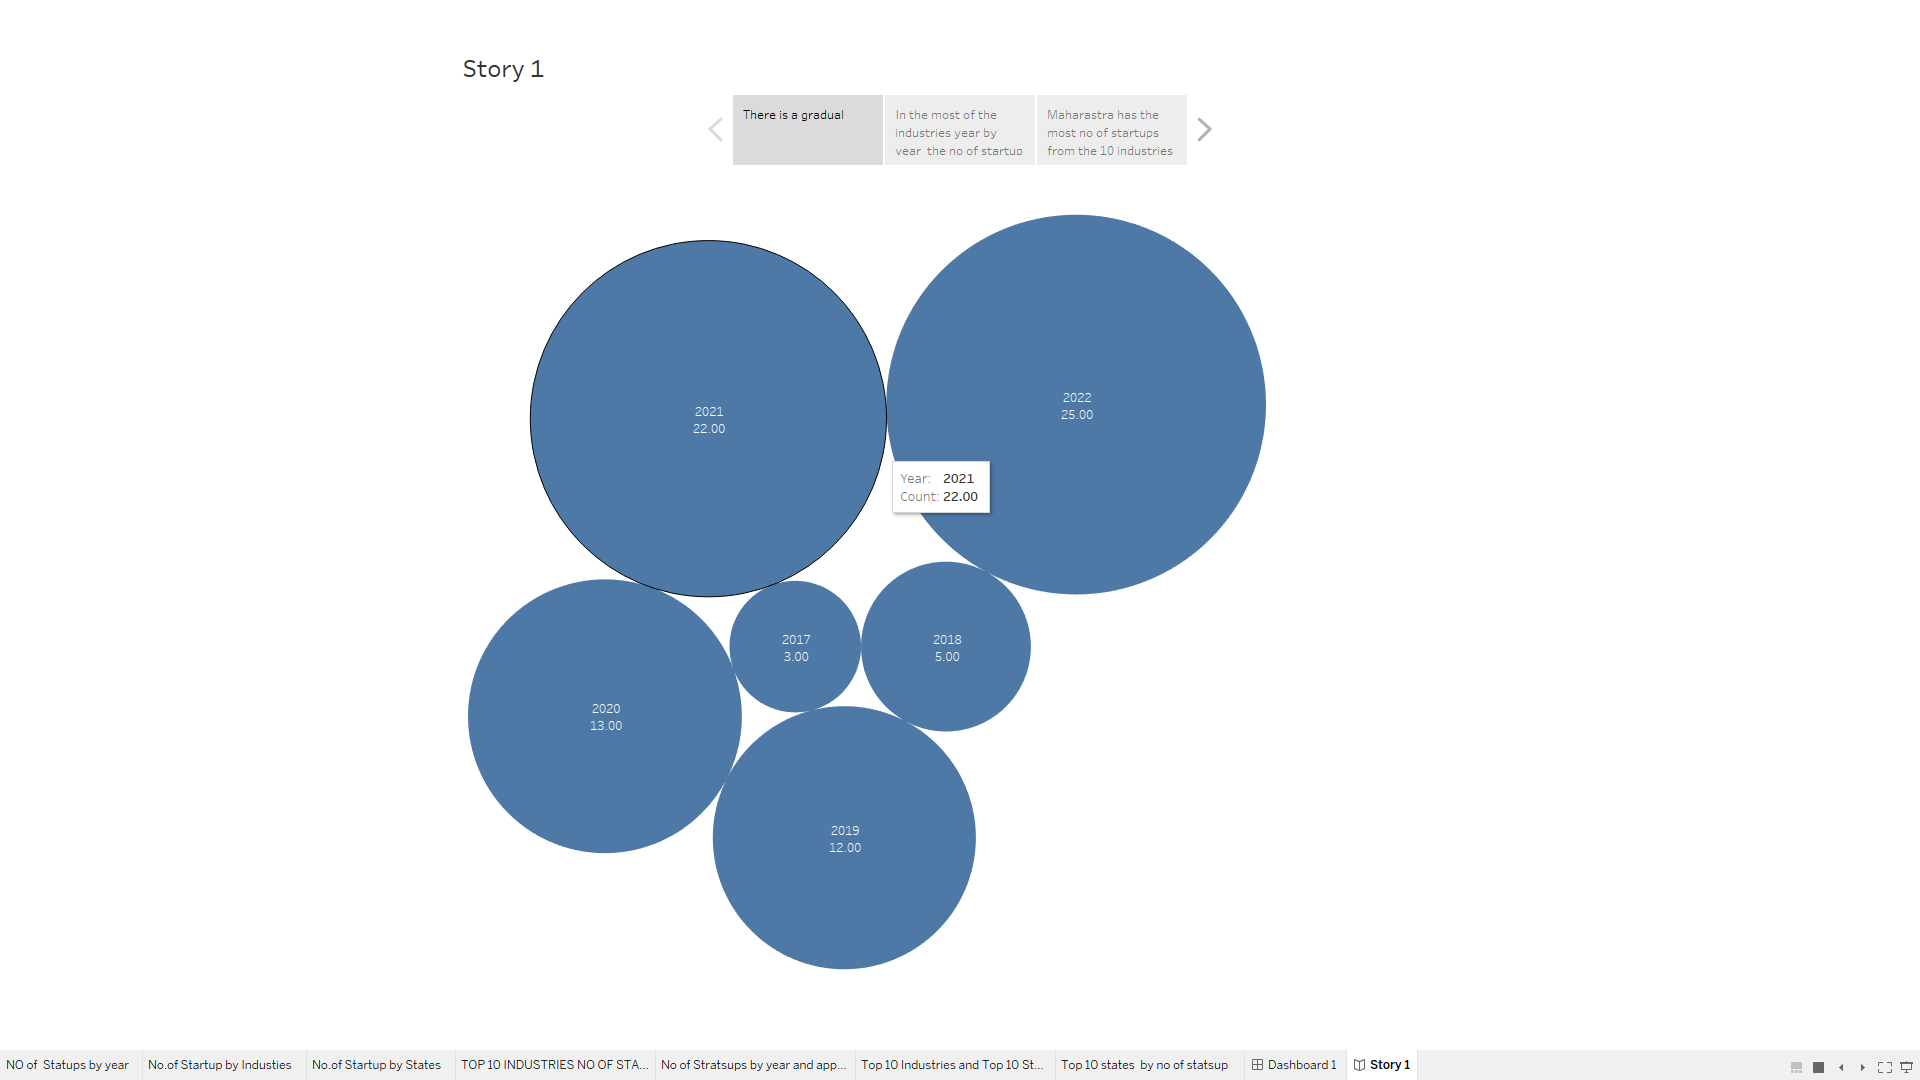 Story 1
There is a gradual
In the most of the
industries year by
year the no of startup
Maharastra has the
most no of startups
from the 10 industries
2021
22.00
2022
25.00
Year: 2021
Count: 22.00
2017
3.00
2018
5.00
2020
13.00
2019
12.00
NO of Statups by year
No.of Startup by Industies
No.of Startup by States
TOP 10 INDUSTRIES NO OF STA...
No of Stratsups by year and app...
Top 10 Industries and Top 10 St...
Top 10 states by no of statsup
Dashboard 1
Story 1